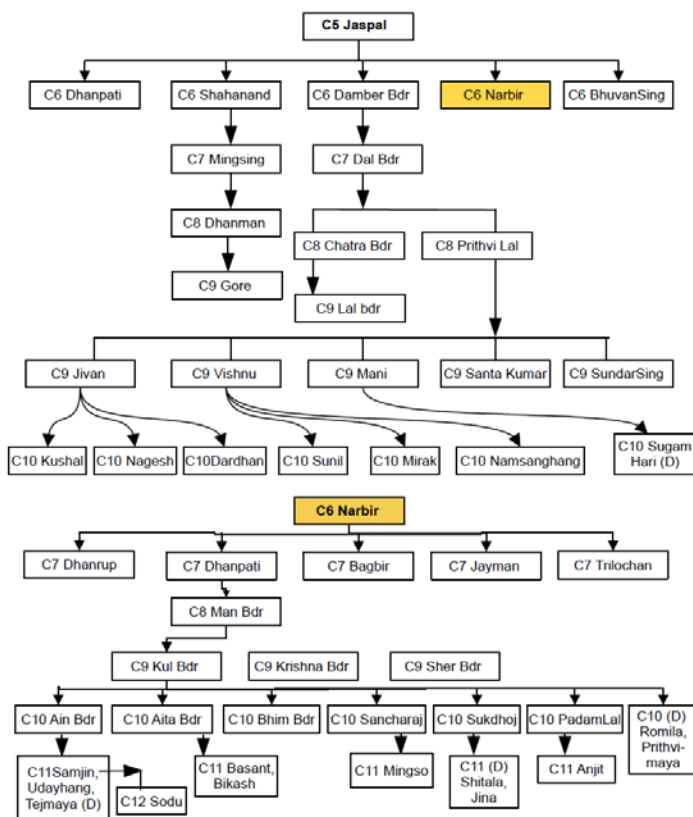 C5 Jaspal
C6 Dhanpati
C6 Shahanand
C6 Damber Bdr
C6 Narbir
C6 BhuvanSing
C7 Mingsing
C7 Dal Bdr
C8 Dhanman
C8 Chatra Bdr
C8 Prithvi Lal
C9 Gore
C9 Lal bdr
C9 Jivan
C9 Vishnu
C9 Mani
C9 Santa Kumar
C9 SundarSing
C10 Kushal
C10 Nagesh
C10Dardhan
C10 Sunil
C10 Mirak
C10 Namsanghang
C10 Sugam
Hari (D)
C6 Narbir
C7 Dhanrup
C7 Dhanpati
C7 Bagbir
C7 Jayman
C7 Trilochan
C8 Man Bdr
C9 Kul Bdr
C9 Krishna Bdr
C9 Sher Bdr
C10 Ain Bdr
C10 Aita Bdr
C10 Bhim Bdr
C10 Sancharaj
C10 Sukdhoj
C10 PadamLal
C10 (D)
Romila,
Prithvi-
maya
C11Samjin,
Udayhang,
Tejmaya (D)
C12 Sodu
C11 Basant,
Bikash
C11 Mingso
C11 (D)
Shitala,
Jina
C11 Anjit